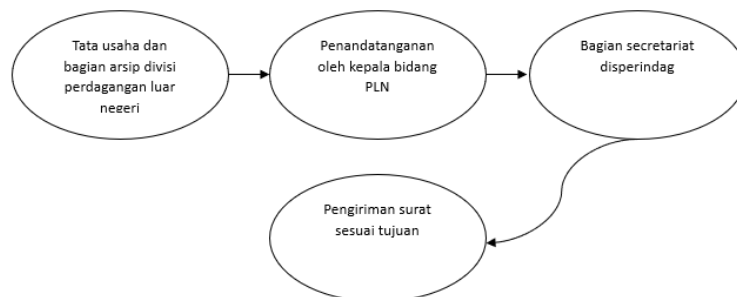 Tata usaha dan
bagian arsip divisi
perdagangan luar
negeri
Penandatanganan
oleh kepala bidang
PLN
Bagian secretariat
disperindag
Pengiriman surat
sesuai tujuan